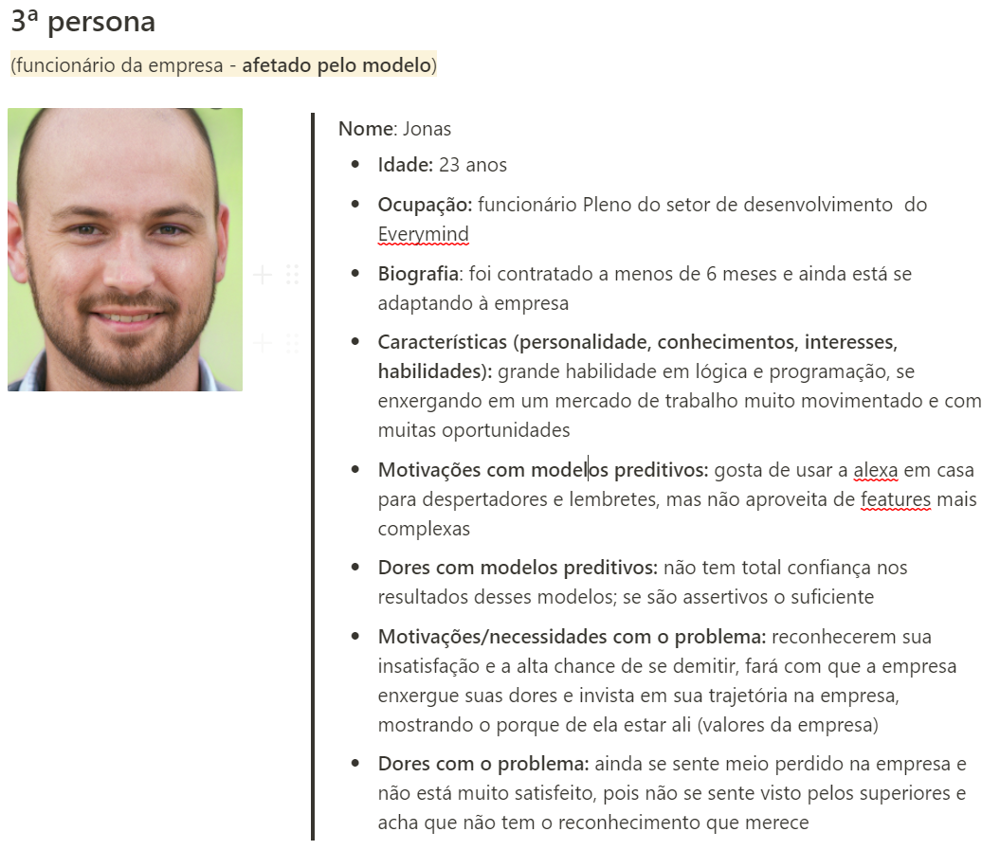 3ª persona
(funcionário da empresa - afetado pelo modelo)
Nome: Jonas
Idade: 23 anos
Ocupação: funcionário Pleno do setor de desenvolvimento  do
Everymind
Biografia: foi contratado a menos de 6 meses e ainda está se
adaptando à empresa
Características (personalidade, conhecimentos, interesses,
habilidades): grande habilidade em lógica e programação, se
enxergando em um mercado de trabalho muito movimentado e com
muitas oportunidades
Motivações com modelos preditivos: gosta de usar a alexa em casa
para despertadores e lembretes, mas não aproveita de features mais
complexas
Dores com modelos preditivos: não tem total confiança nos
resultados desses modelos; se são assertivos o suficiente
Motivações/necessidades com o problema: reconhecerem sua
insatisfação e a alta chance de se demitir, fará com que a empresa
enxergue suas dores e invista em sua trajetória na empresa,
mostrando o porque de ela estar ali (valores da empresa)
Dores com o problema: ainda se sente meio perdido na empresa e
não está muito satisfeito, pois não se sente visto pelos superiores e
acha que não tem o reconhecimento que merece